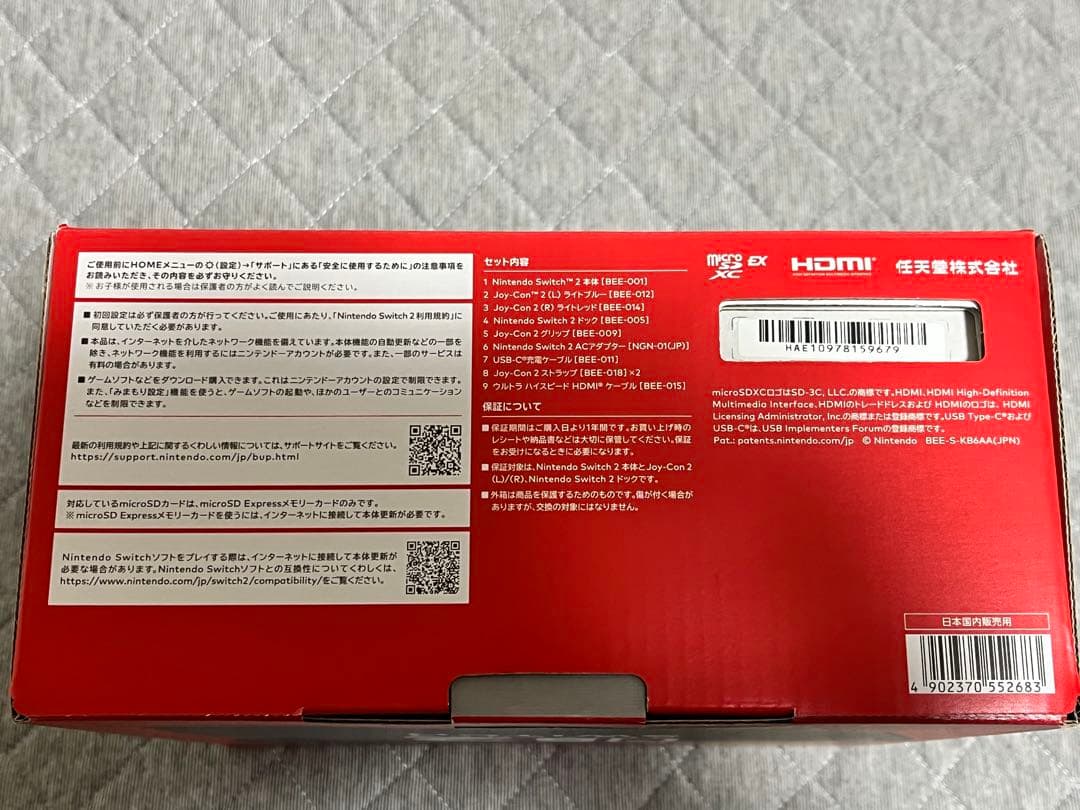 ご使用前にHOMEメニューの(設定)→「サポート」にある「安全に使用するために」の注意事項を
お読みいただき、その内容を必ずお守りください。
※お子様が使用される場合は保護者の方がよく読んでご説明ください。
■初回設定は必ず保護者の方が行ってください。ご使用にあたり、「Nintendo Switch 2 利用規約」に
同意していただく必要があります。
■本品は、インターネットを介したネットワーク機能を備えています。本体機能の自動更新などの一部を
除き、ネットワーク機能を利用するにはニンテンドーアカウントが必要です。また、一部のサービスは
有料の場合があります。
■ゲームソフトなどをダウンロード購入できます。これはニンテンドーアカウントの設定で制限できます。
また、「みまもり設定」機能を使うと、ゲームソフトの起動や、ほかのユーザーとのコミュニケーション
などを制限できます。
最新の利用規約や上記に関するくわしい情報については、サポートサイトをご覧ください。
https://support.nintendo.com/jp/bup.html
対応しているmicroSDカードは、microSD Expressメモリーカードのみです。
※microSD Expressメモリーカードを使うには、インターネットに接続して本体更新が必要です。
Nintendo Switchソフトをプレイする際は、インターネットに接続して本体更新が
必要な場合があります。Nintendo Switchソフトとの互換性についてくわしくは、
https://www.nintendo.com/jp/switch2/compatibility/をご覧ください。
セット内容
1 Nintendo Switch™ 2 本体 [BEE-001]
2 Joy-Con™ 2 (L) ライトブルー [BEE-012]
3 Joy-Con 2 (R) ライトレッド [BEE-014]
4 Nintendo Switch 2 ドック [BEE-005]
5 Joy-Con 2 グリップ [BEE-009]
6 Nintendo Switch 2 ACアダプター [NGN-01(JP)]
7 USB-C®充電ケーブル [BEE-011]
8 Joy-Con 2 ストラップ [BEE-018] ×2
9 ウルトラ ハイスピード HDMI® ケーブル [BEE-015]
保証について
■保証期間はご購入日より1年間です。お買い上げ時の
レシートや納品書などは大切に保管してください。保証
をお受けになるときに必要になります。
■保証対象は、Nintendo Switch 2 本体とJoy-Con 2
(L)/(R)、Nintendo Switch 2 ドックです。
■外箱は商品を保護するためのものです。傷が付く場合が
ありますが、交換の対象にはなりません。
micro SD XC EX HDMI® 任天堂株式会社
HIGH-DEFINITION MULTIMEDIA INTERFACE
HAE10978159679
microSDXCロゴはSD-3C, LLC.の商標です。HDMI、HDMI High-Definition
Multimedia Interface、HDMIのトレードドレスおよび HDMIのロゴは、HDMI
Licensing Administrator, Inc.の商標または登録商標です。USB Type-C®および
USB-C®は、USB Implementers Forumの登録商標です。
Pat.: patents.nintendo.com/jp © Nintendo BEE-S-KB6AA(JPN)
日本国内販売用
4 902370 552683